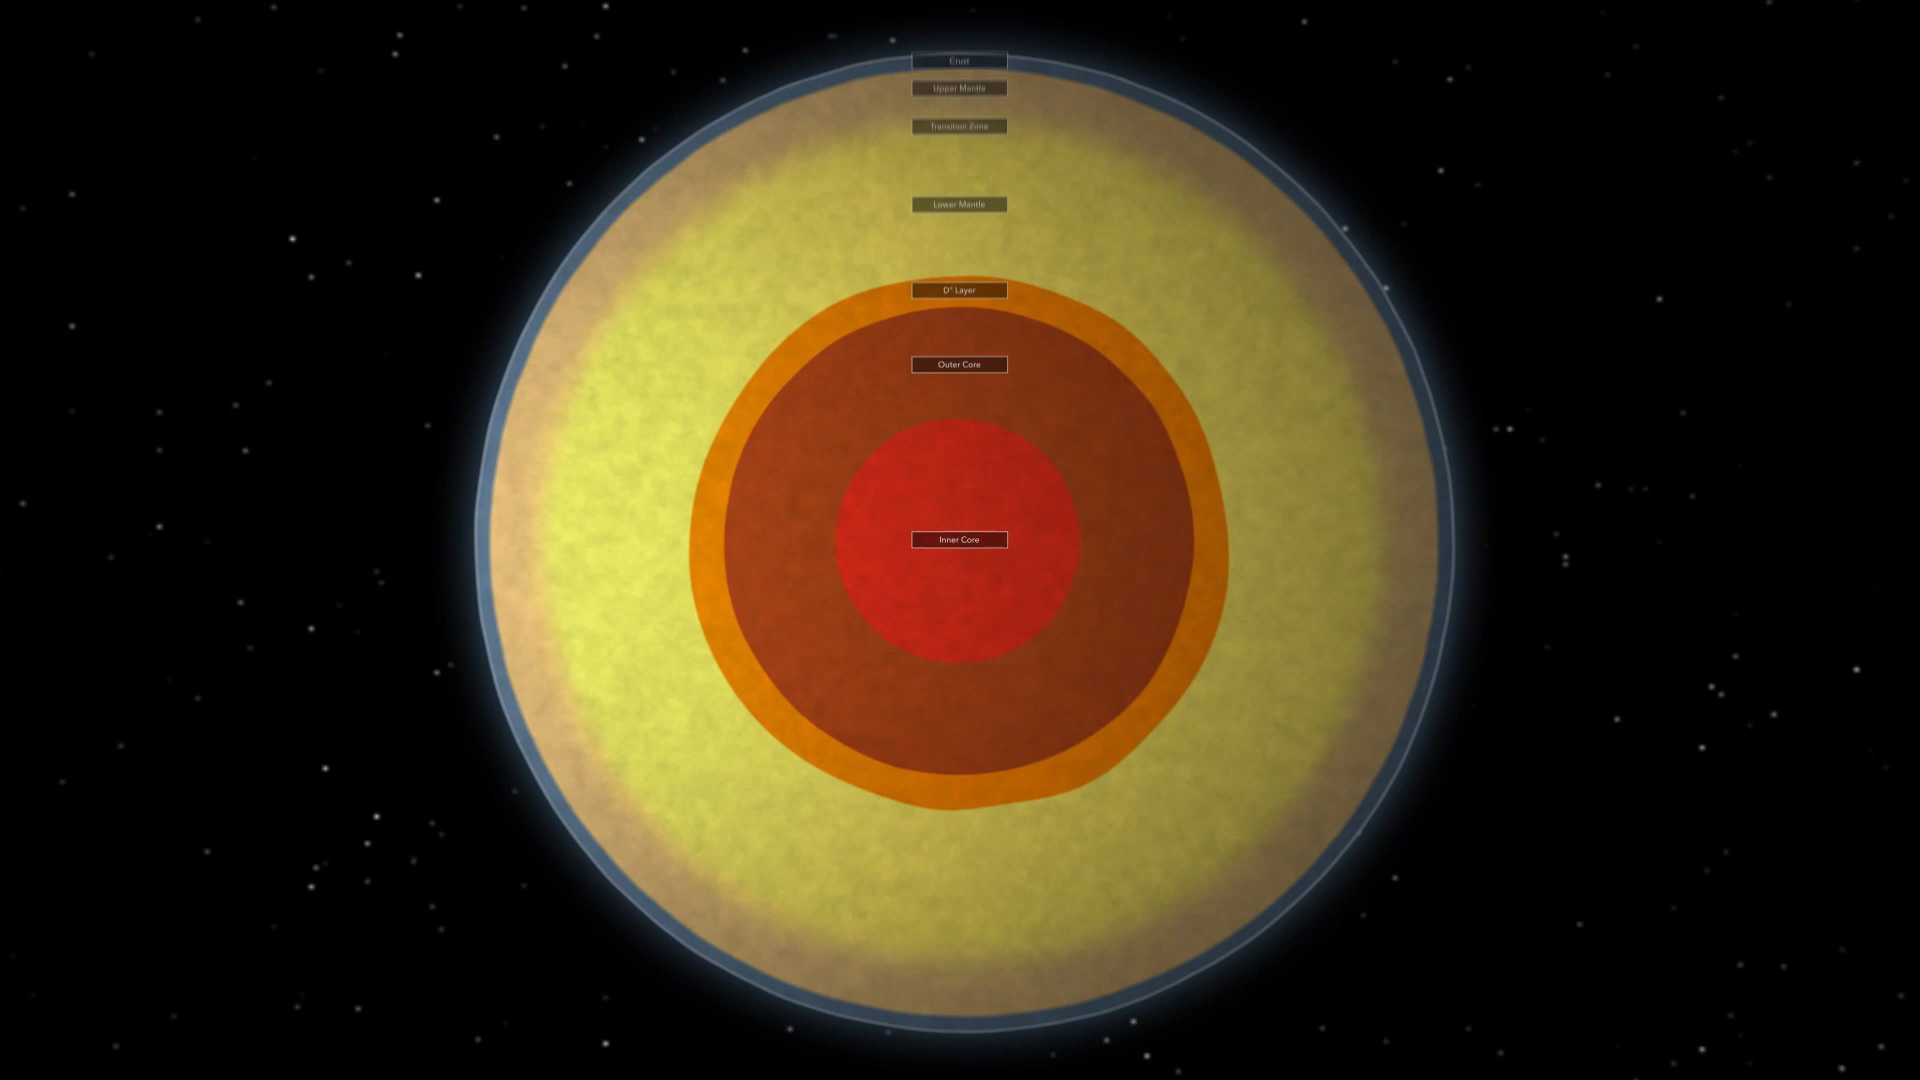 Crust
Upper Mantle
Transition Zone
Lower Mantle
D" Layer
Outer Core
Inner Core